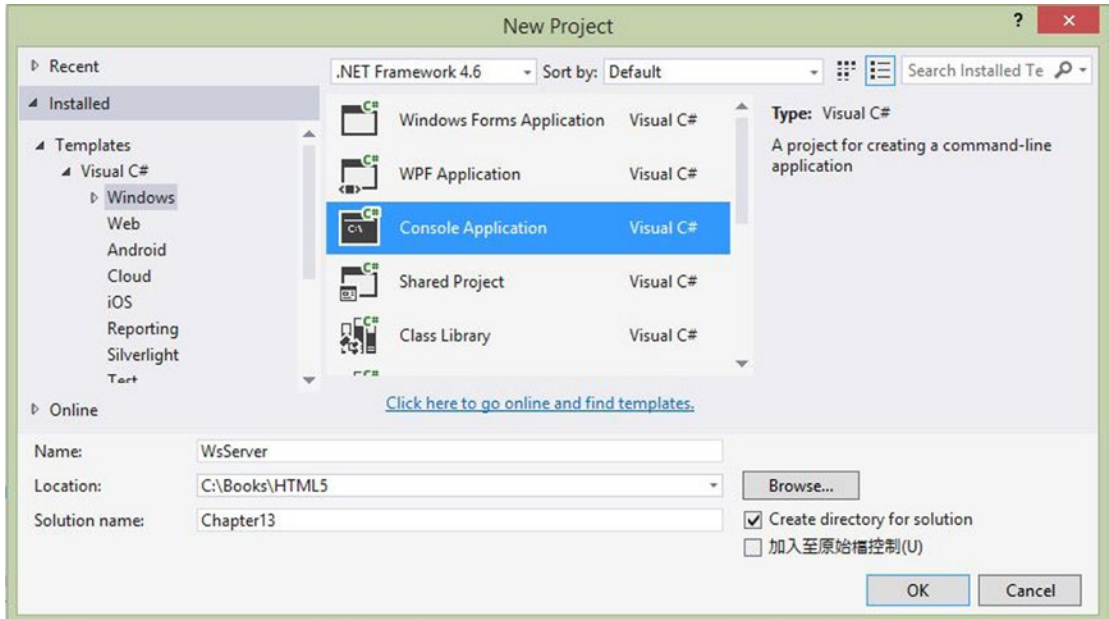 New Project
?
Recent
Installed
Templates
Visual C#
Windows
Web
Android
Cloud
iOS
Reporting
Silverlight
Test
Online
.NET Framework 4.6
Sort by: Default
Search Installed Te
C# Windows Forms Application Visual C#
C# WPF Application Visual C#
C# C:\ Console Application Visual C#
C# Shared Project Visual C#
C# Class Library Visual C#
C#
Click here to go online and find templates.
Type: Visual C#
A project for creating a command-line
application
Name: WsServer
Location: C:\Books\HTML5
Browse...
Solution name: Chapter13
Create directory for solution
加入至原始檔控制(U)
OK Cancel